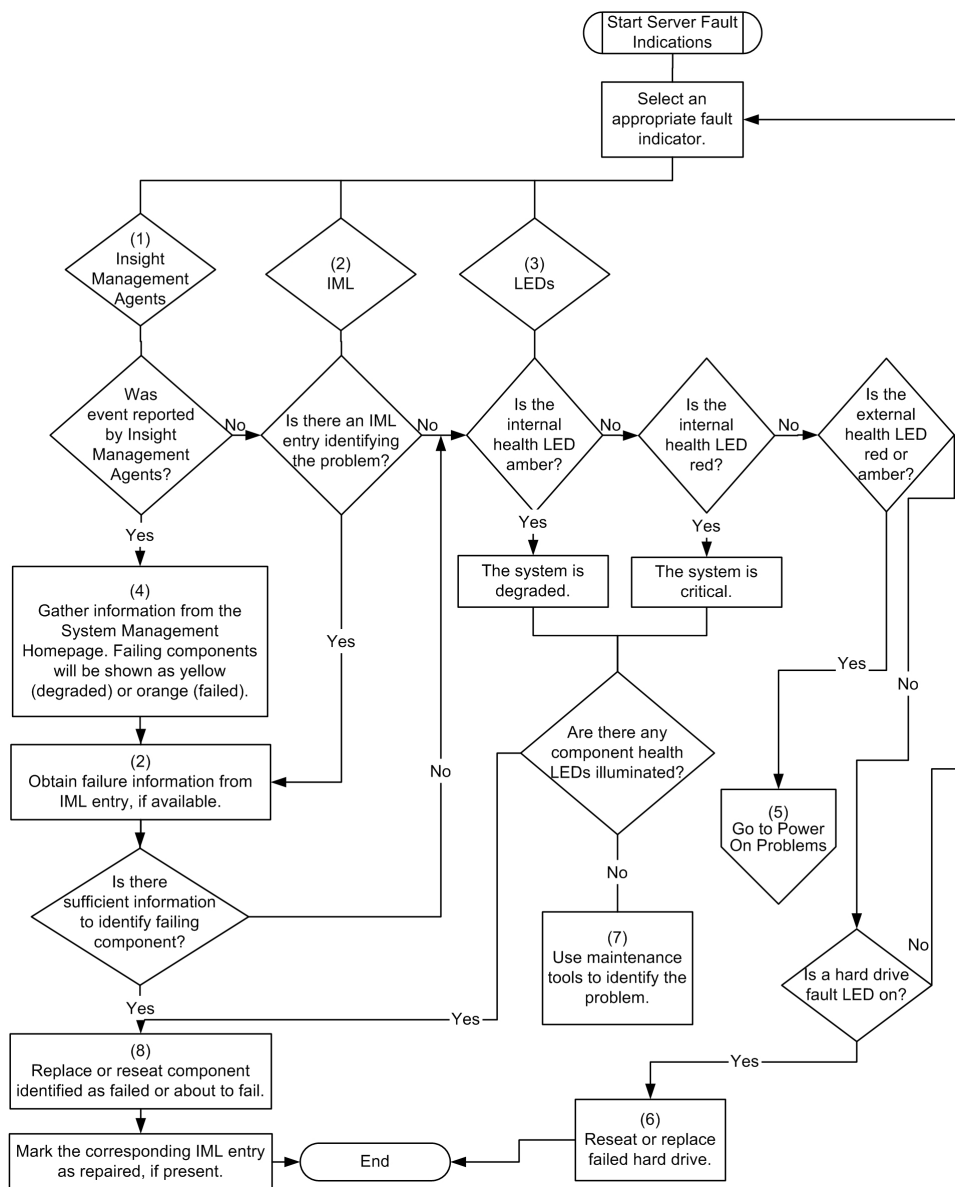 Start Server Fault
Indications
Select an
appropriate fault
indicator.
(1)
Insight
Management
Agents
(2)
IML
(3)
LEDs
Was
event reported
by Insight
Management
Agents?
No
Is there an IML
entry identifying
the problem?
No
Is the
internal
health LED
amber?
No
Is the
internal
health LED
red?
No
Is the
external
health LED
red or
amber?
Yes
Yes
Yes
(4)
Gather information from the
System Management
Homepage. Failing components
will be shown as yellow
(degraded) or orange (failed).
The system is
degraded.
The system is
critical.
Yes
Yes
No
(2)
Obtain failure information from
IML entry, if available.
No
Are there any
component health
LEDs illuminated?
(5)
Go to Power
On Problems
Is there
sufficient information
to identify failing
component?
No
(7)
Use maintenance
tools to identify the
problem.
No
Is a hard drive
fault LED on?
Yes
Yes
Yes
(8)
Replace or reseat component
identified as failed or about to fail.
(6)
Reseat or replace
failed hard drive.
Mark the corresponding IML entry
as repaired, if present.
End